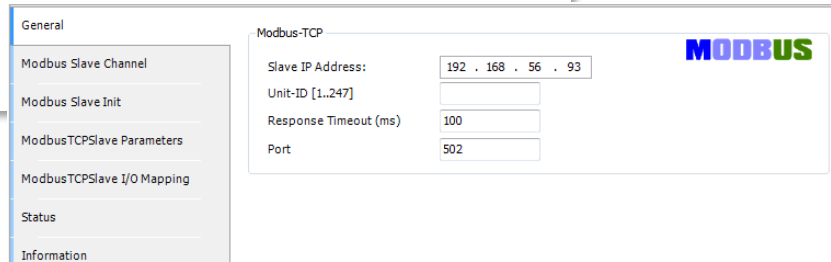 General
Modbus Slave Channel
Modbus Slave Init
ModbusTCPSlave Parameters
ModbusTCPSlave I/O Mapping
Status
Information
Modbus-TCP
MODBUS
Slave IP Address: 192 . 168 . 56 . 93
Unit-ID [1..247]
Response Timeout (ms) 100
Port 502